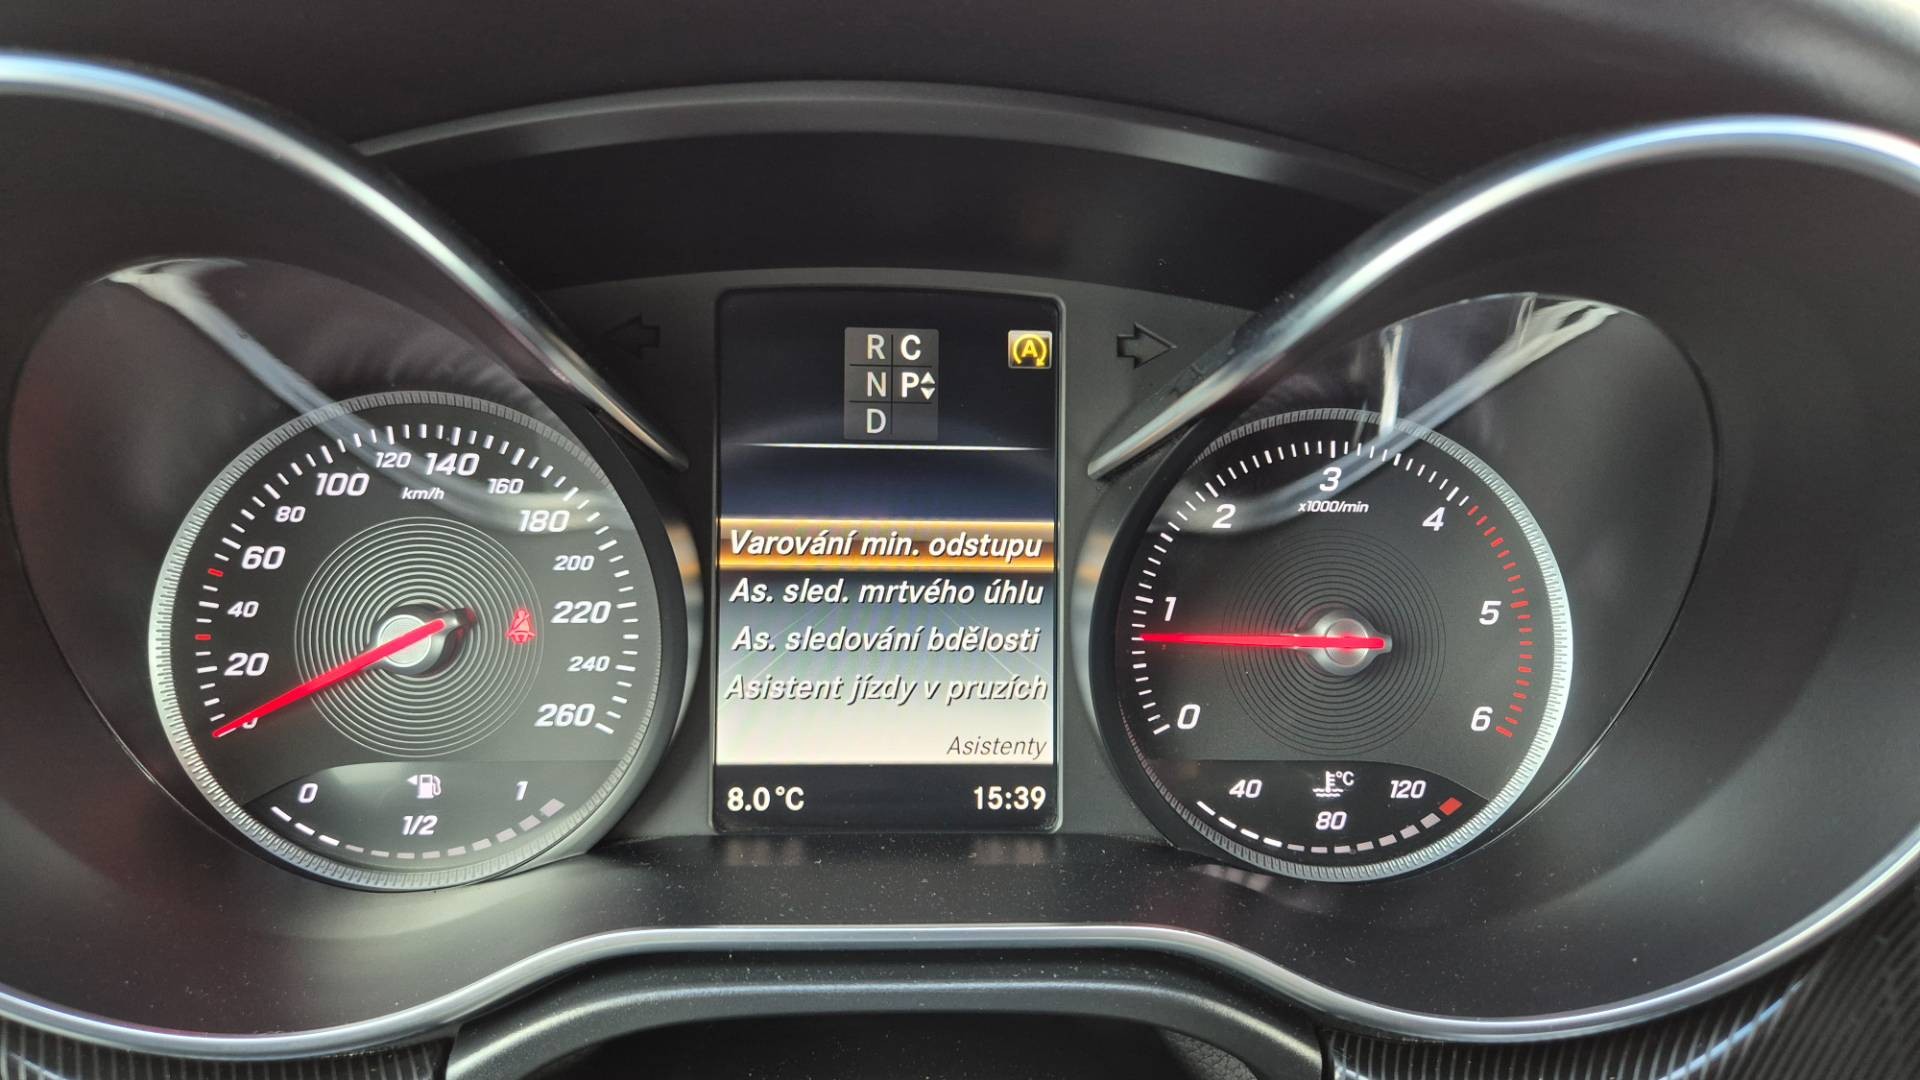 R C
N P
D
A
Varování min. odstupu
As. sled. mrtvého úhlu
As. sledování bdělosti
Asistent jízdy v pruzích
Asistenty
8.0 °C
15:39
0
20
40
60
80
100
120
140
160
180
200
220
240
260
km/h
0
1/2
1
0
1
2
3
4
5
6
x1000/min
40
80
120
°C